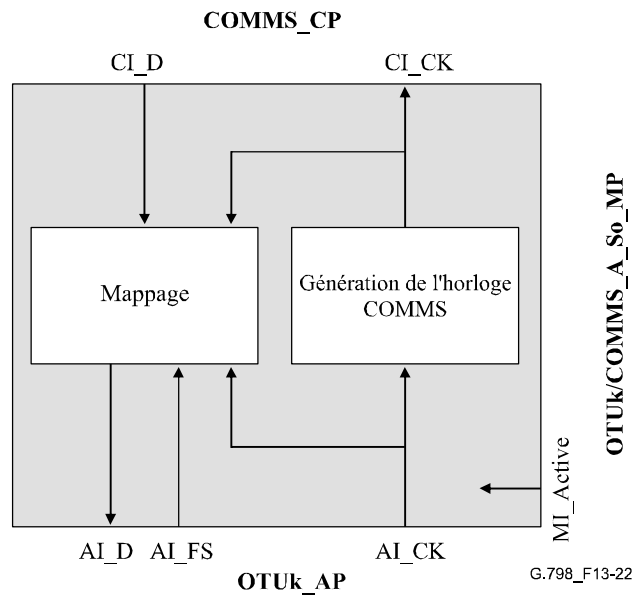 COMMS_CP
CI_D
CI_CK
Mappage
Génération de l'horloge
COMMS
OTUk/COMMS_A_So_MP
MI_Active
AI_D
AI_FS
AI_CK
OTUk_AP
G.798_F13-22